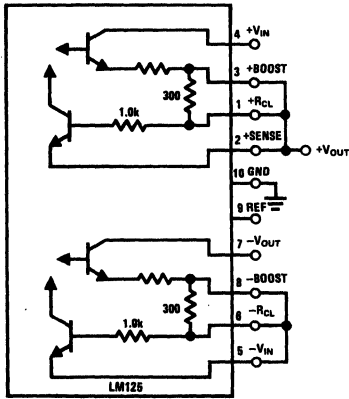 4 +VIN
3 +BOOST
300
1 +RCL
1.0k
2 +SENSE
+VOUT
10 GND
9 REF
7 −VOUT
8 −BOOST
300
6 −RCL
1.0k
5 −VIN
LM125